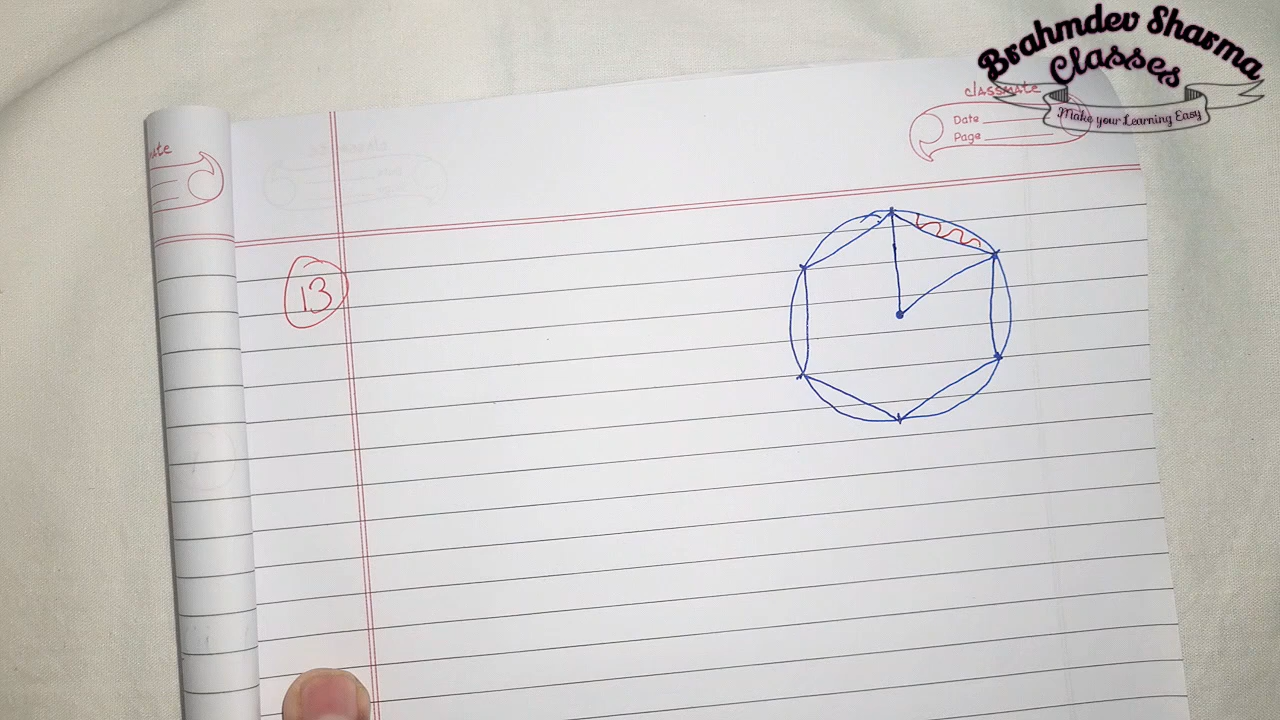 Brahmdev Sharma
Classes
Make your Learning Easy
classmate
Date
Page
13